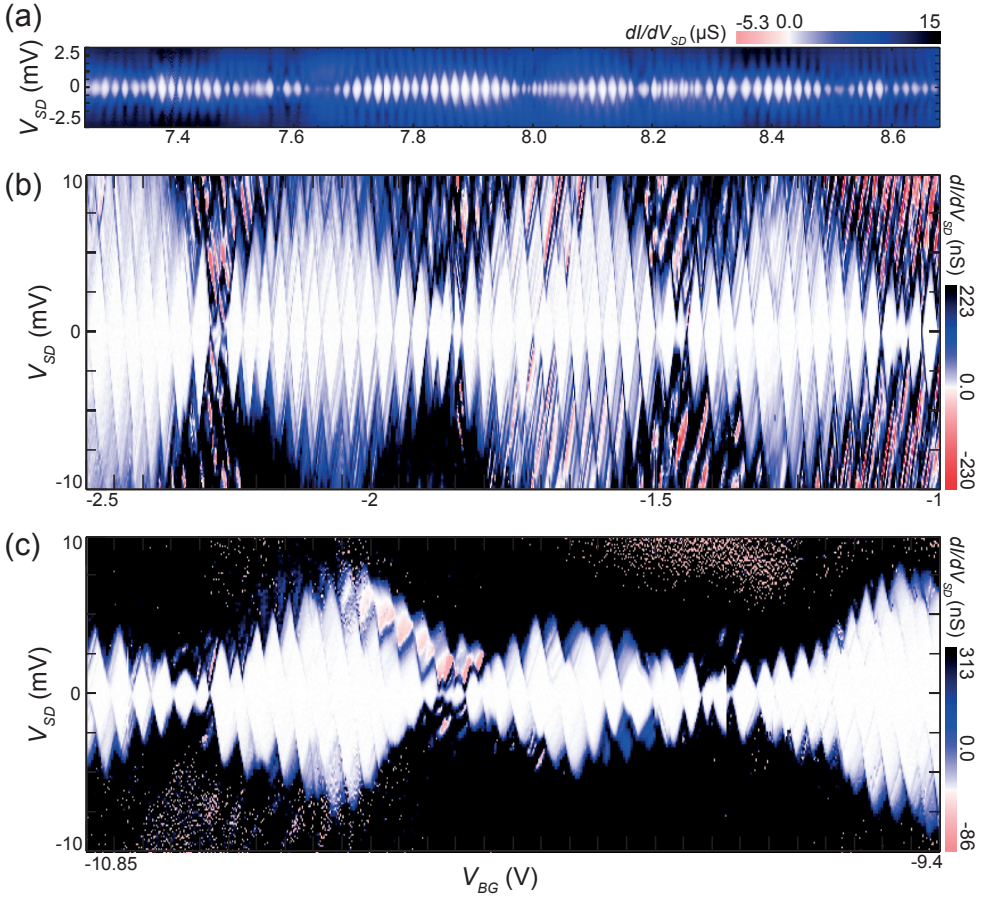 (a)
dI/dV_SD (µS)
-5.3 0.0 15
V_SD (mV)
2.5
0
-2.5
7.4 7.6 7.8 8.0 8.2 8.4 8.6
(b)
V_SD (mV)
10
0
-10
-2.5 -2 -1.5 -1
dI/dV_SD (nS)
223
0.0
-230
(c)
V_SD (mV)
10
0
-10
-10.85 -9.4
V_BG (V)
dI/dV_SD (nS)
313
0.0
-86